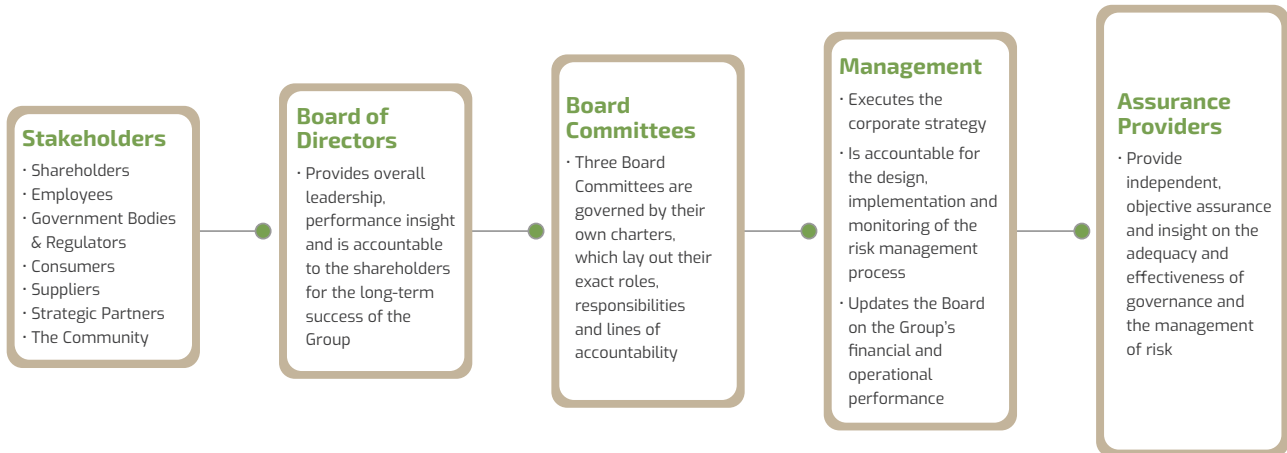 Stakeholders
· Shareholders
· Employees
· Government Bodies
& Regulators
· Consumers
· Suppliers
· Strategic Partners
· The Community
Board of
Directors
· Provides overall
leadership,
performance insight
and is accountable
to the shareholders
for the long-term
success of the
Group
Board
Committees
· Three Board
Committees are
governed by their
own charters,
which lay out their
exact roles,
responsibilities
and lines of
accountability
Management
· Executes the
corporate strategy
· Is accountable for
the design,
implementation and
monitoring of the
risk management
process
· Updates the Board
on the Group's
financial and
operational
performance
Assurance
Providers
· Provide
independent,
objective assurance
and insight on the
adequacy and
effectiveness of
governance and
the management
of risk